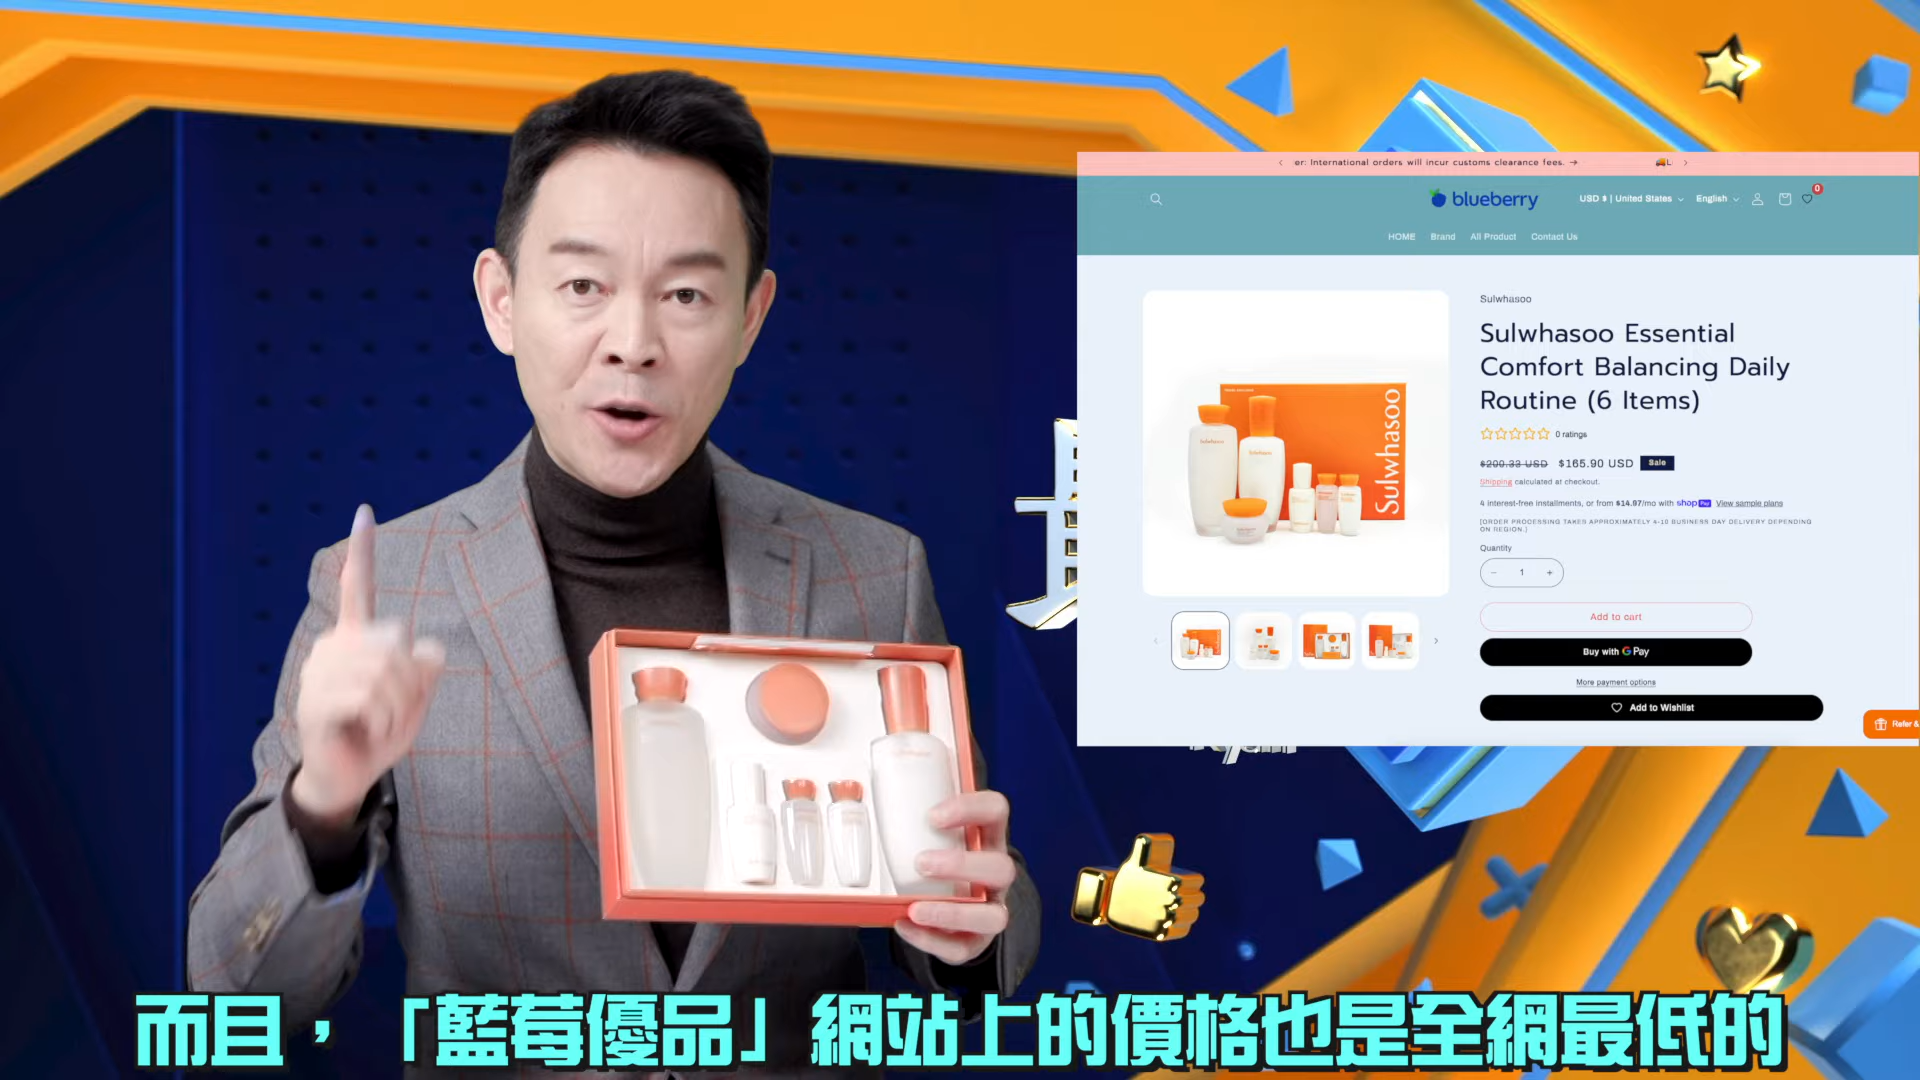 er: International orders will incur customs clearance fees. →
blueberry
USD $ | United States
English
0
HOME Brand All Product Contact Us
Sulwhasoo
Sulwhasoo Essential
Comfort Balancing Daily
Routine (6 Items)
0 ratings
$200.33 USD $165.90 USD Sale
Shipping calculated at checkout.
4 interest-free installments, or from $14.97/mo with shop Pay View sample plans
[ORDER PROCESSING TAKES APPROXIMATELY 4-10 BUSINESS DAY DELIVERY DEPENDING
ON REGION.]
Quantity
− 1 +
Add to cart
Buy with G Pay
More payment options
Add to Wishlist
Refer &
Sulwhasoo
而且，「藍莓優品」網站上的價格也是全網最低的